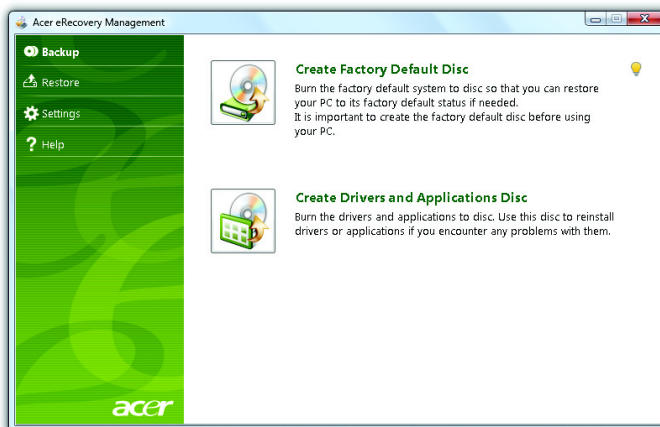 Acer eRecovery Management
Backup
Restore
Settings
Help
Create Factory Default Disc
Burn the factory default system to disc so that you can restore
your PC to its factory default status if needed.
It is important to create the factory default disc before using
your PC.
Create Drivers and Applications Disc
Burn the drivers and applications to disc. Use this disc to reinstall
drivers or applications if you encounter any problems with them.
acer